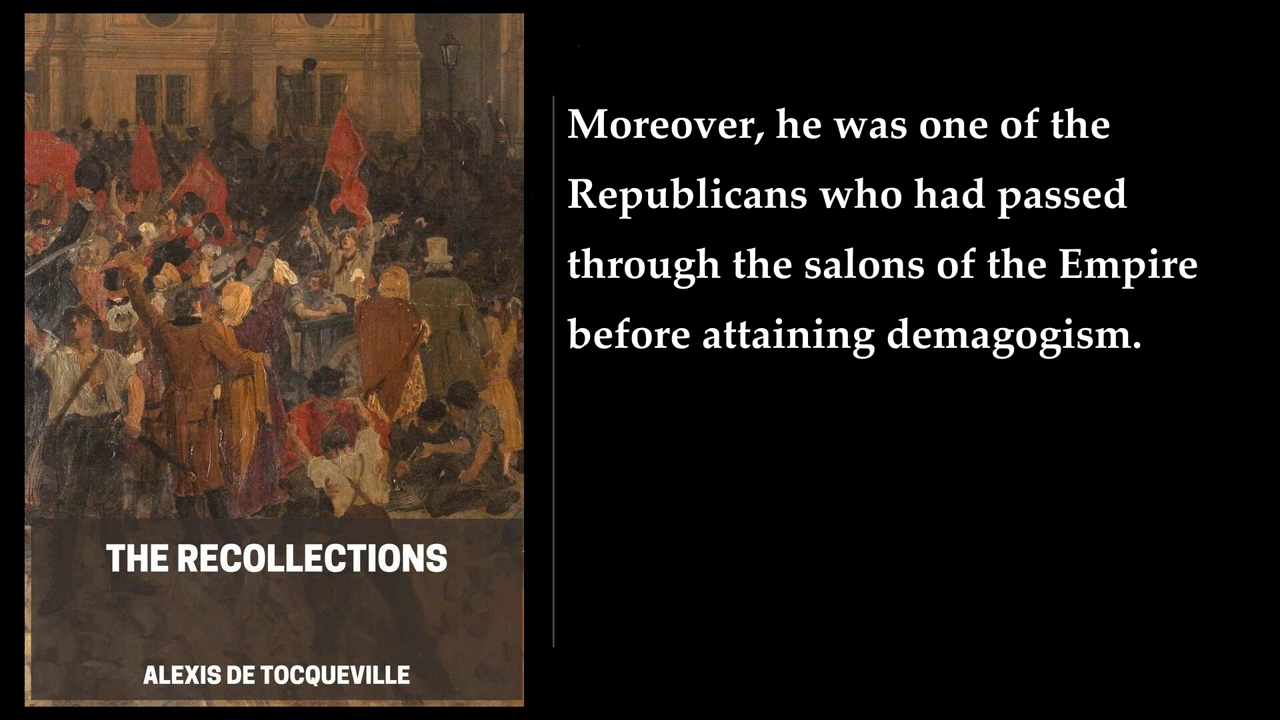 THE RECOLLECTIONS
ALEXIS DE TOCQUEVILLE
Moreover, he was one of the
Republicans who had passed
through the salons of the Empire
before attaining demagogism.